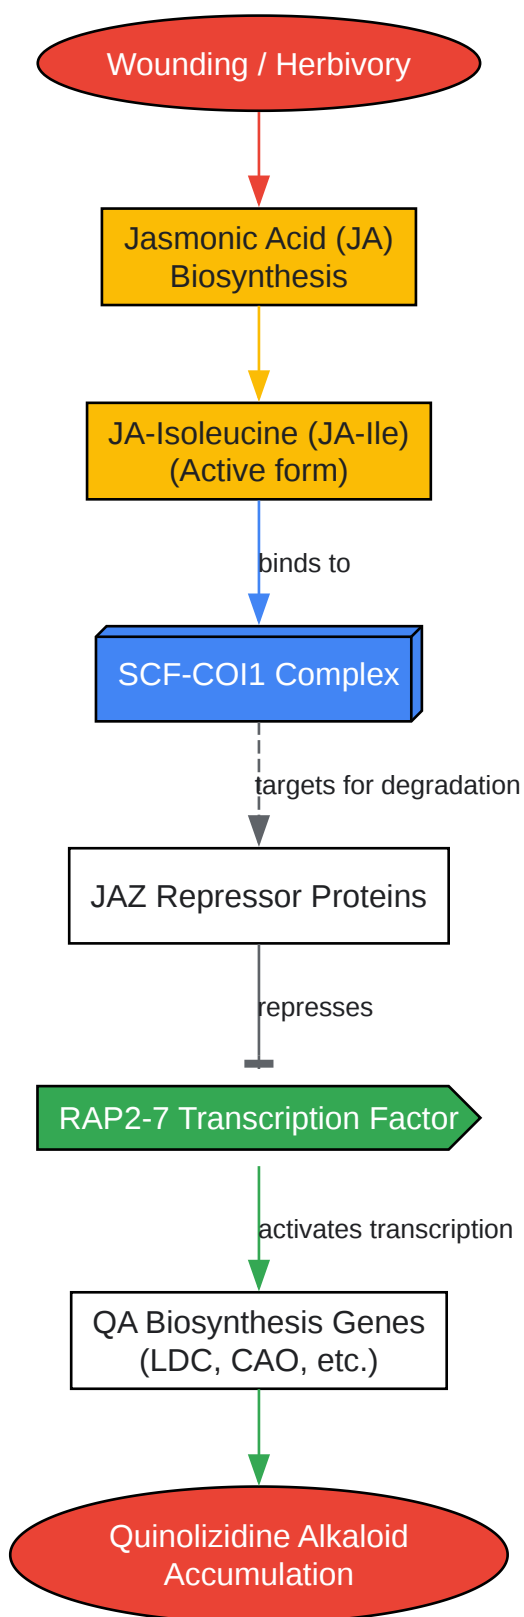 Wounding / Herbivory
Jasmonic Acid (JA)
Biosynthesis
JA-Isoleucine (JA-Ile)
(Active form)
binds to
SCF-COI1 Complex
targets for degradation
JAZ Repressor Proteins
represses
RAP2-7 Transcription Factor
activates transcription
QA Biosynthesis Genes
(LDC, CAO, etc.)
Quinolizidine Alkaloid
Accumulation